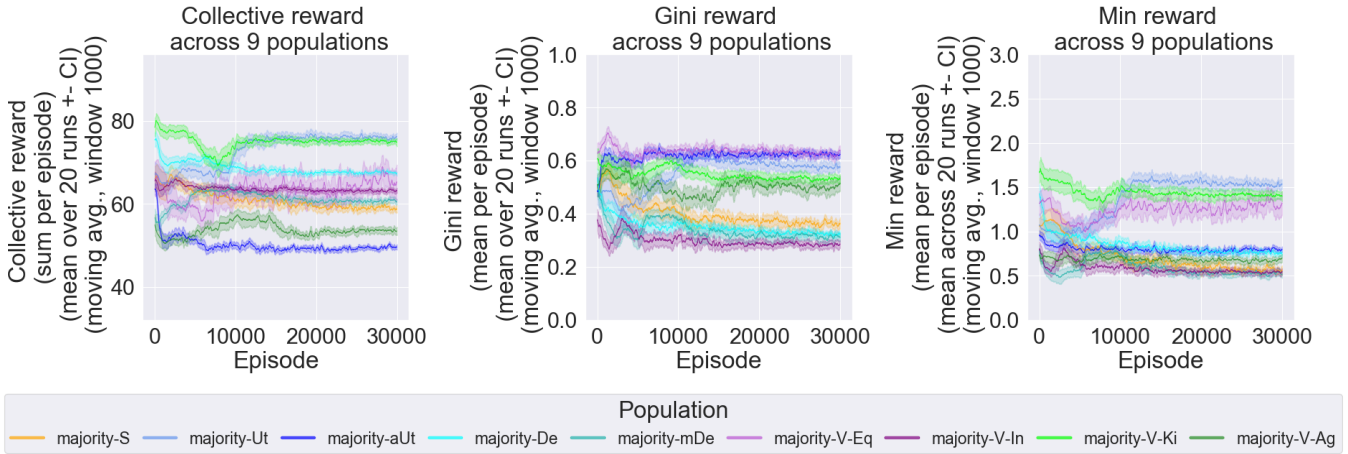 Collective reward
across 9 populations
Collective reward
(sum per episode)
(mean over 20 runs +- CI)
(moving avg., window 1000)
80
60
40
0
10000
20000
30000
Episode
Gini reward
across 9 populations
Gini reward
(mean per episode)
(mean over 20 runs +- CI)
(moving avg., window 1000)
1.0
0.8
0.6
0.4
0.2
0.0
0
10000
20000
30000
Episode
Min reward
across 9 populations
Min reward
(mean per episode)
(mean across 20 runs +- CI)
(moving avg., window 1000)
3.0
2.5
2.0
1.5
1.0
0.5
0.0
0
10000
20000
30000
Episode
Population
majority-S
majority-Ut
majority-aUt
majority-De
majority-mDe
majority-V-Eq
majority-V-In
majority-V-Ki
majority-V-Ag